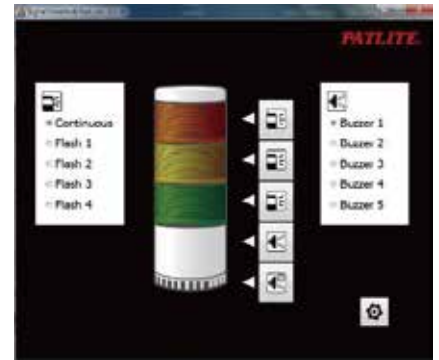 PATLITE
Continuous
Flash 1
Flash 2
Flash 3
Flash 4
Buzzer 1
Buzzer 2
Buzzer 3
Buzzer 4
Buzzer 5